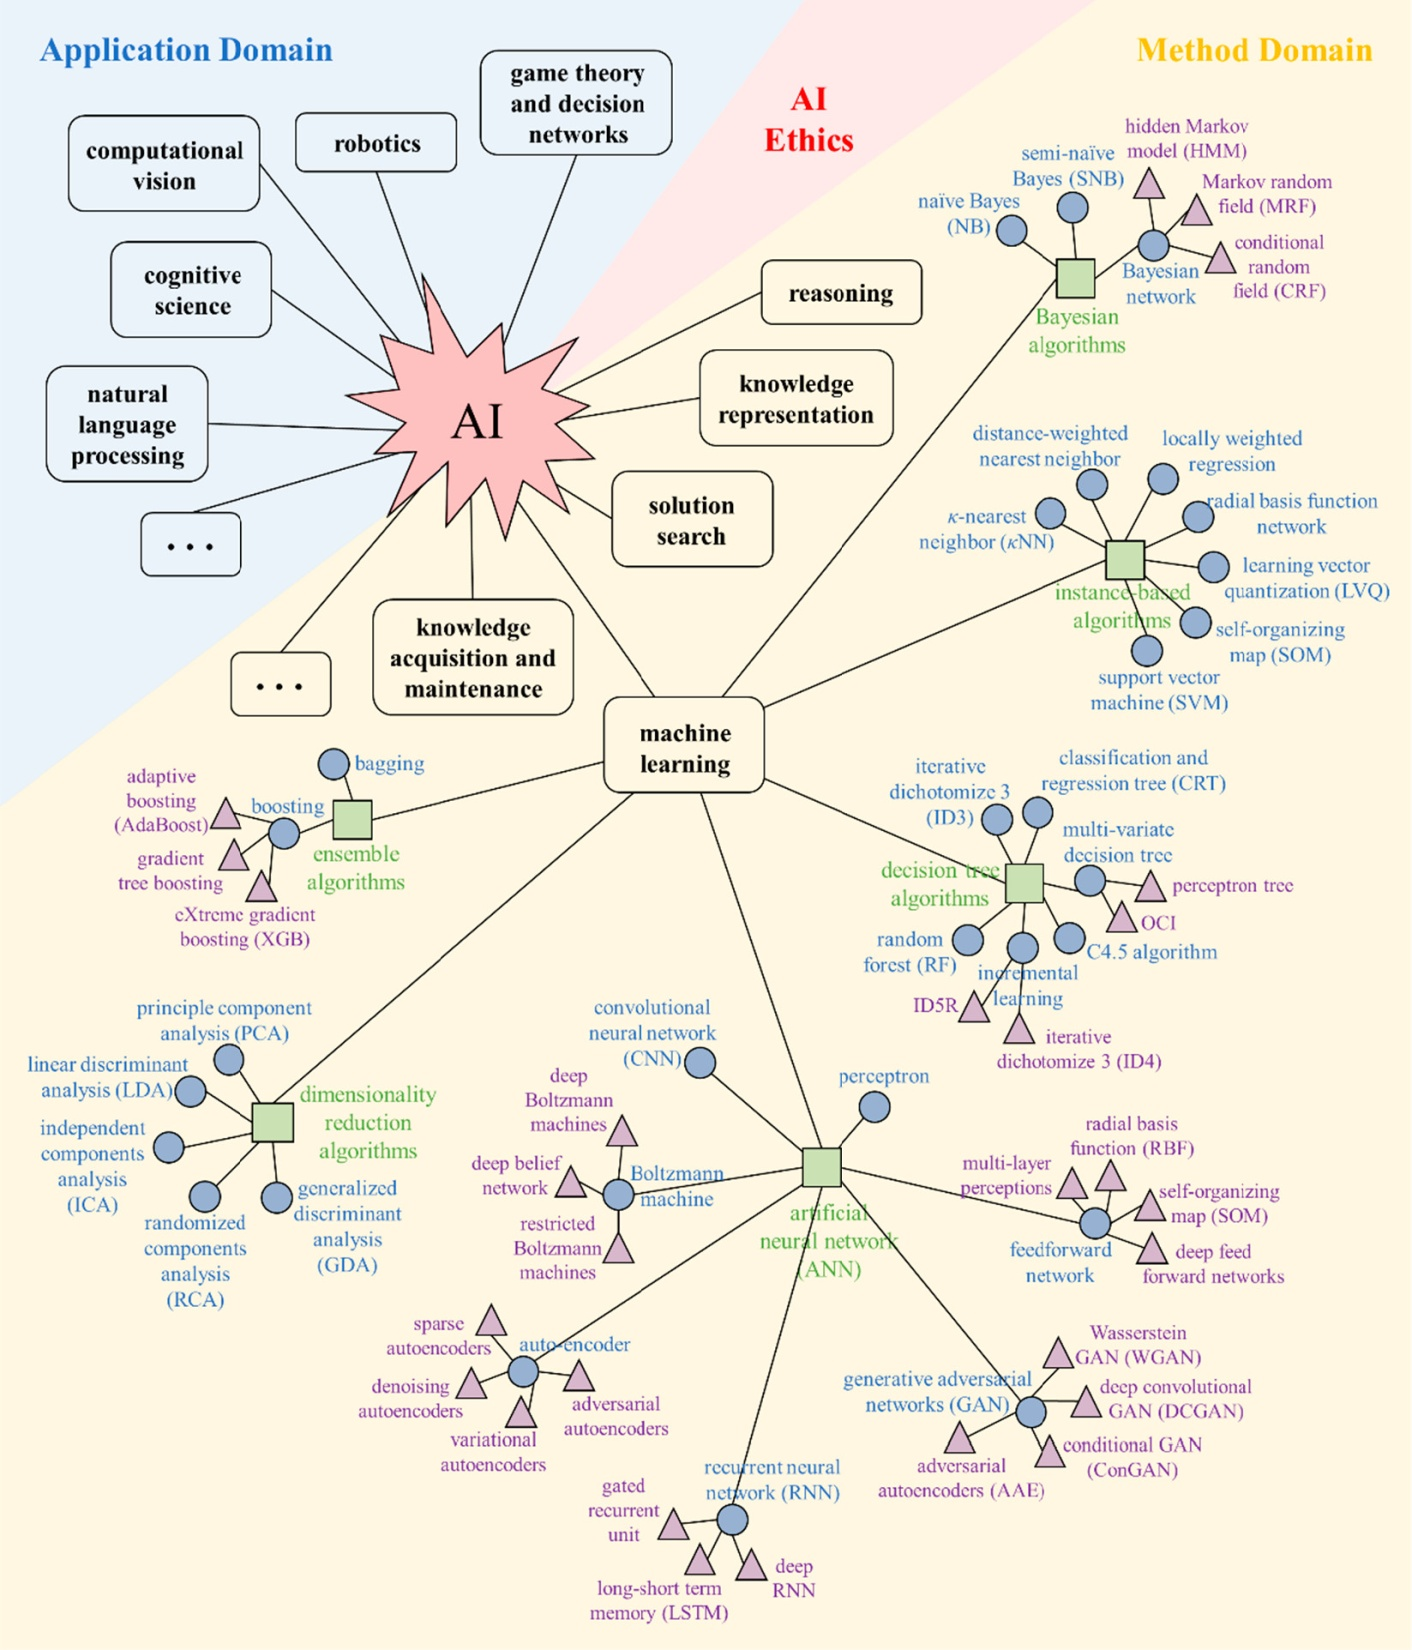 Application Domain
AI
Ethics
Method Domain
game theory
and decision
networks
robotics
computational
vision
cognitive
science
natural
language
processing
...
AI
reasoning
knowledge
representation
solution
search
knowledge
acquisition and
maintenance
...
machine
learning
hidden Markov
model (HMM)
semi-naïve
Bayes (SNB)
Markov random
field (MRF)
naïve Bayes
(NB)
conditional
random
field (CRF)
Bayesian
network
Bayesian
algorithms
distance-weighted
nearest neighbor
locally weighted
regression
radial basis function
network
κ-nearest
neighbor (κNN)
learning vector
quantization (LVQ)
instance-based
algorithms
self-organizing
map (SOM)
support vector
machine (SVM)
iterative
dichotomize 3
(ID3)
classification and
regression tree (CRT)
multi-variate
decision tree
decision tree
algorithms
perceptron tree
OCI
random
forest (RF)
C4.5 algorithm
incremental
learning
ID5R
iterative
dichotomize 3 (ID4)
bagging
adaptive
boosting
(AdaBoost)
boosting
ensemble
algorithms
gradient
tree boosting
eXtreme gradient
boosting (XGB)
principle component
analysis (PCA)
linear discriminant
analysis (LDA)
dimensionality
reduction
algorithms
independent
components
analysis
(ICA)
randomized
components
analysis
(RCA)
generalized
discriminant
analysis
(GDA)
convolutional
neural network
(CNN)
perceptron
deep
Boltzmann
machines
deep belief
network
Boltzmann
machine
restricted
Boltzmann
machines
artificial
neural network
(ANN)
radial basis
function (RBF)
multi-layer
perceptions
self-organizing
map (SOM)
feedforward
network
deep feed
forward networks
sparse
autoencoders
auto-encoder
denoising
autoencoders
adversarial
autoencoders
variational
autoencoders
Wasserstein
GAN (WGAN)
generative adversarial
networks (GAN)
deep convolutional
GAN (DCGAN)
conditional GAN
(ConGAN)
adversarial
autoencoders (AAE)
recurrent neural
network (RNN)
gated
recurrent
unit
long-short term
memory (LSTM)
deep
RNN